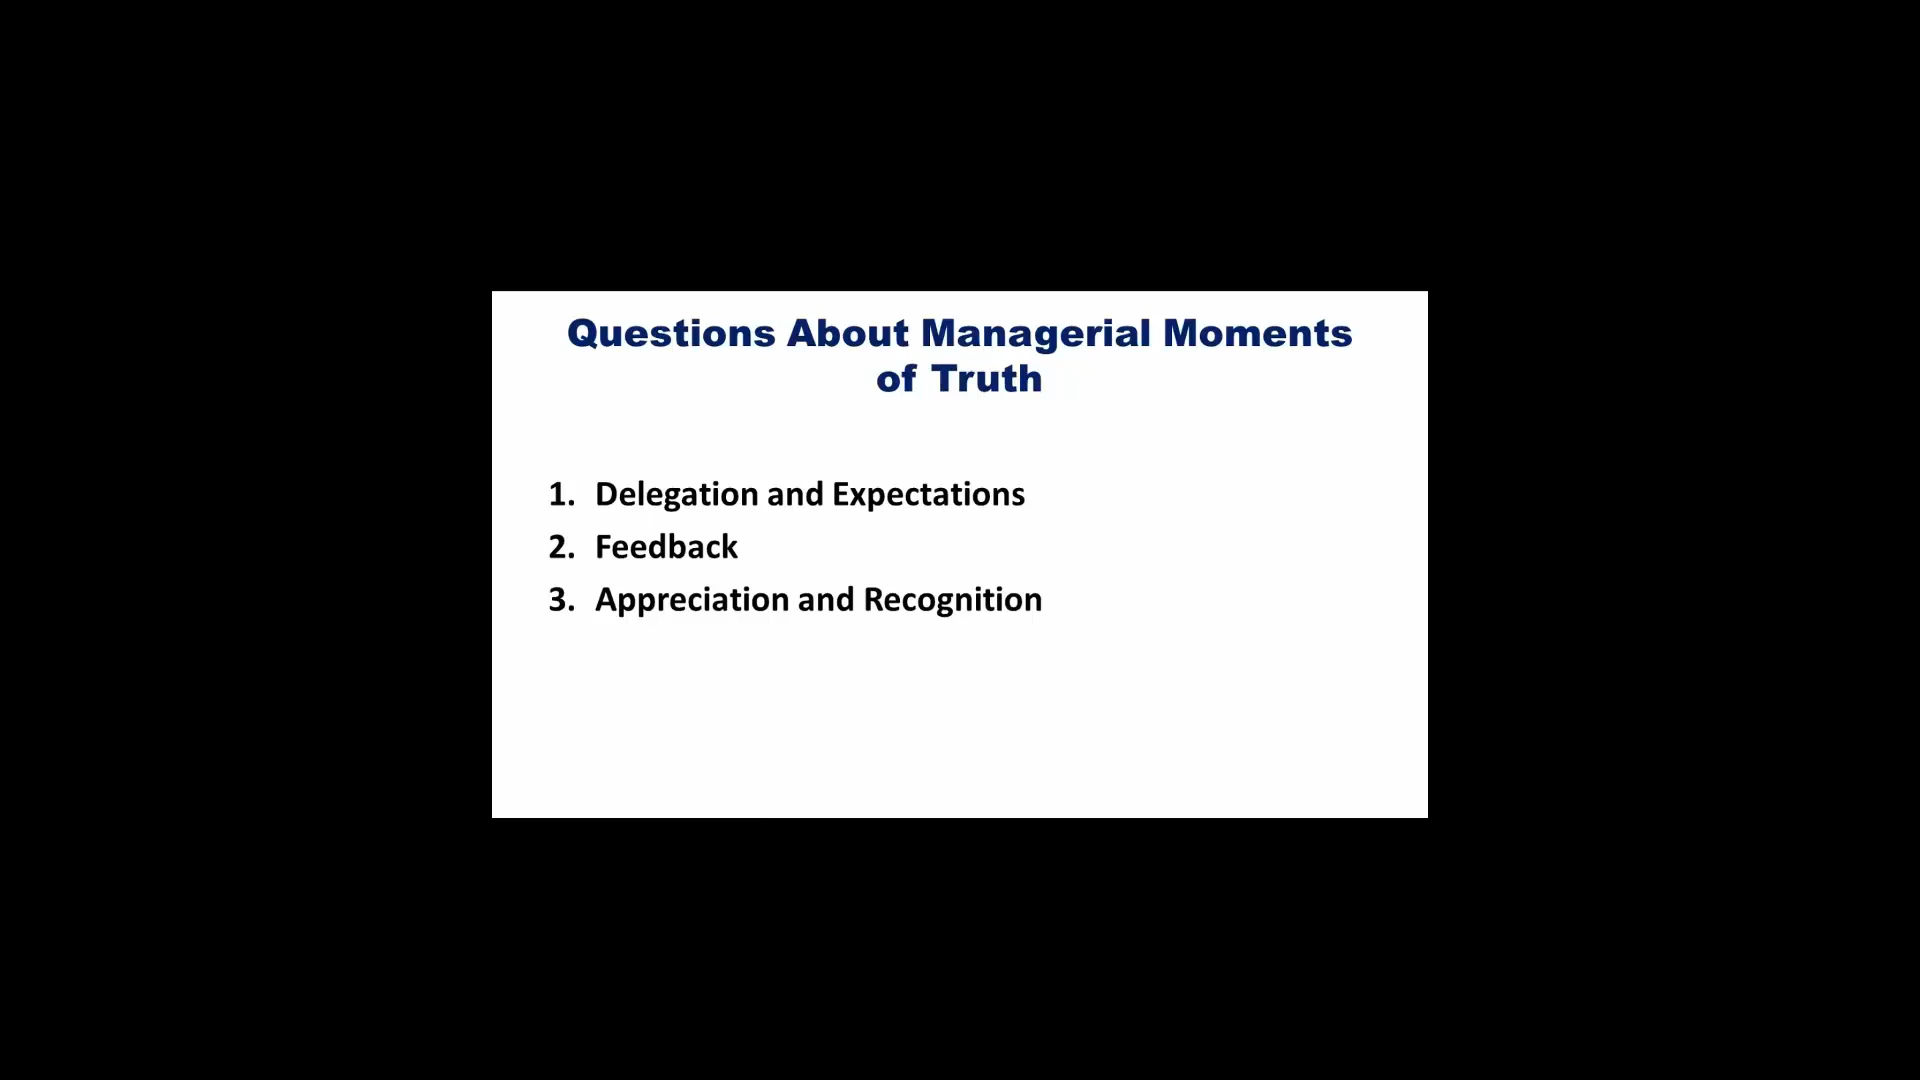 Questions About Managerial Moments
of Truth
1. Delegation and Expectations
2. Feedback
3. Appreciation and Recognition